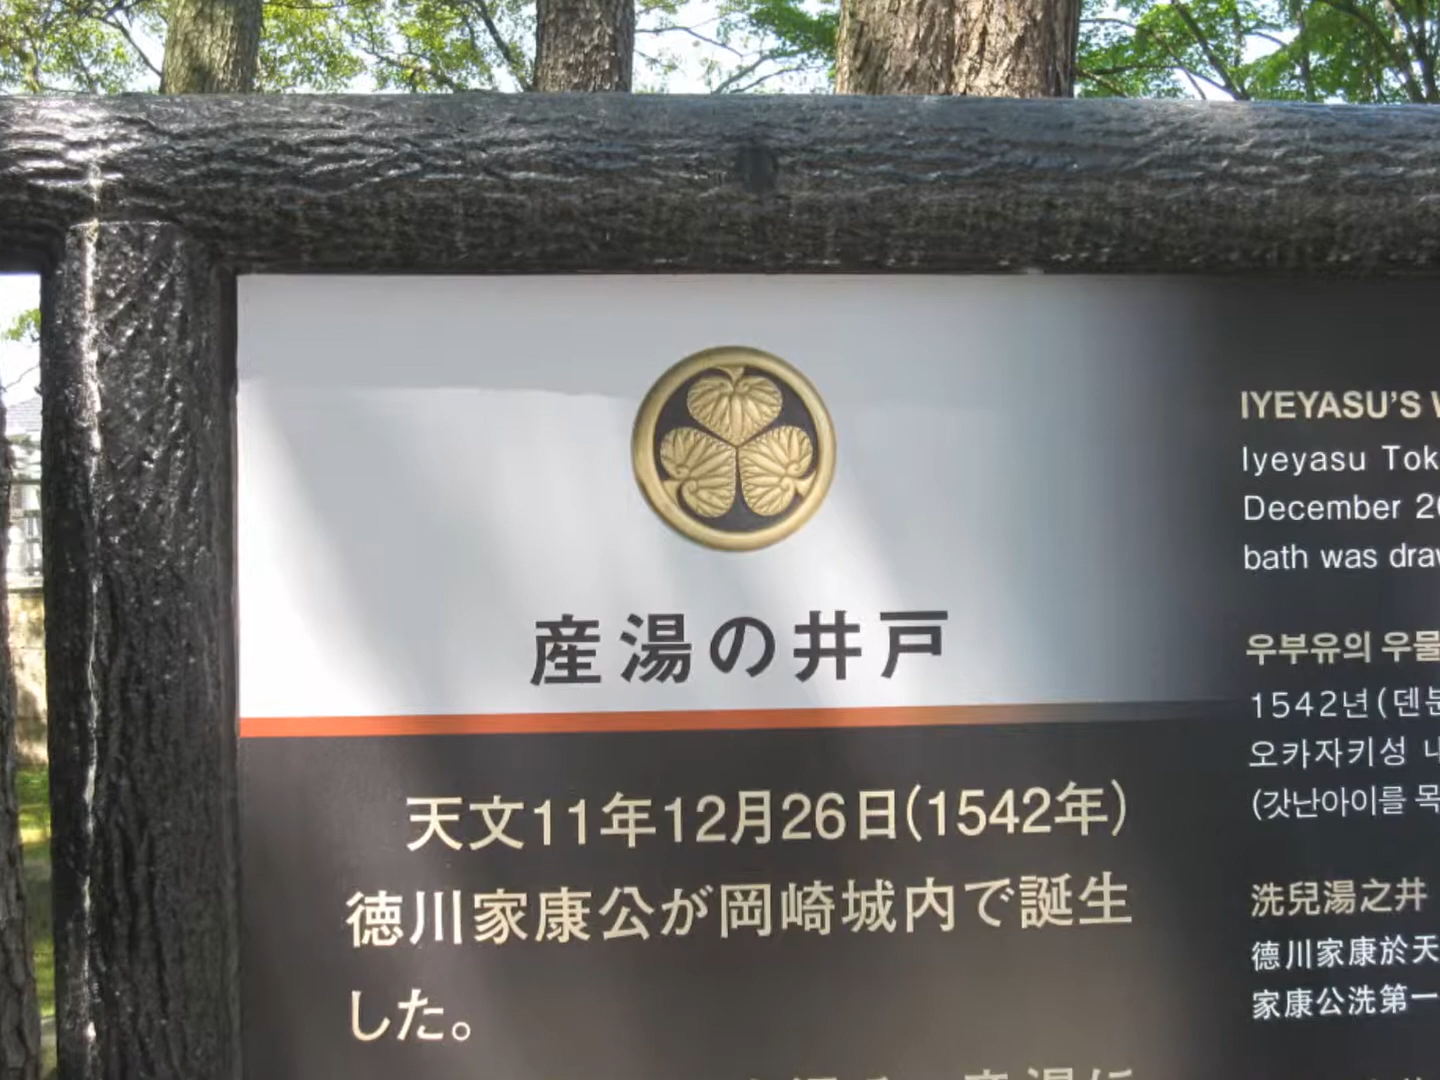 産湯の井戸
天文11年12月26日(1542年)
徳川家康公が岡崎城内で誕生
した。
IYEYASU'S
Iyeyasu Tok
December 2
bath was draw
우부유의 우물
1542년(덴분
오카자키성
(갓난아이를 목
洗兒湯之井
德川家康於天
家康公洗第一